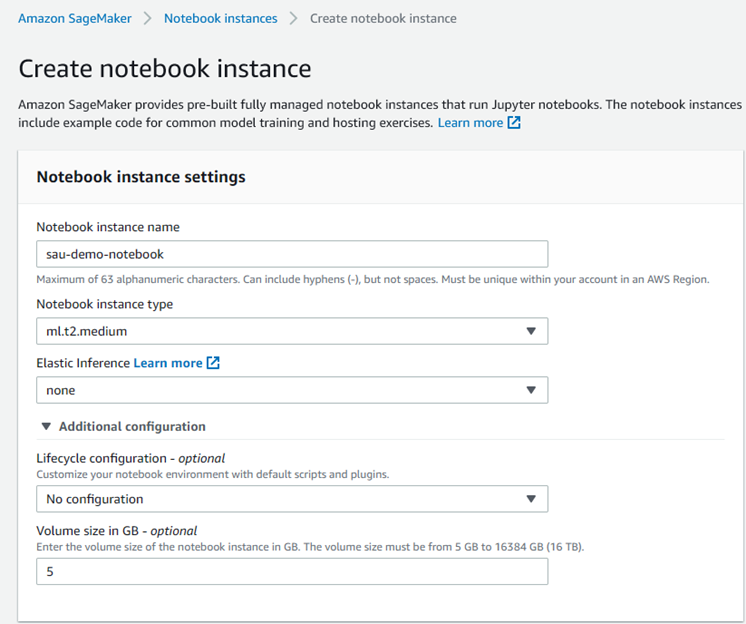 Amazon SageMaker > Notebook instances > Create notebook instance
Create notebook instance
Amazon SageMaker provides pre-built fully managed notebook instances that run Jupyter notebooks. The notebook instances
include example code for common model training and hosting exercises. Learn more
Notebook instance settings
Notebook instance name
sau-demo-notebook
Maximum of 63 alphanumeric characters. Can include hyphens (-), but not spaces. Must be unique within your account in an AWS Region.
Notebook instance type
ml.t2.medium
Elastic Inference Learn more
none
Additional configuration
Lifecycle configuration - optional
Customize your notebook environment with default scripts and plugins.
No configuration
Volume size in GB - optional
Enter the volume size of the notebook instance in GB. The volume size must be from 5 GB to 16384 GB (16 TB).
5